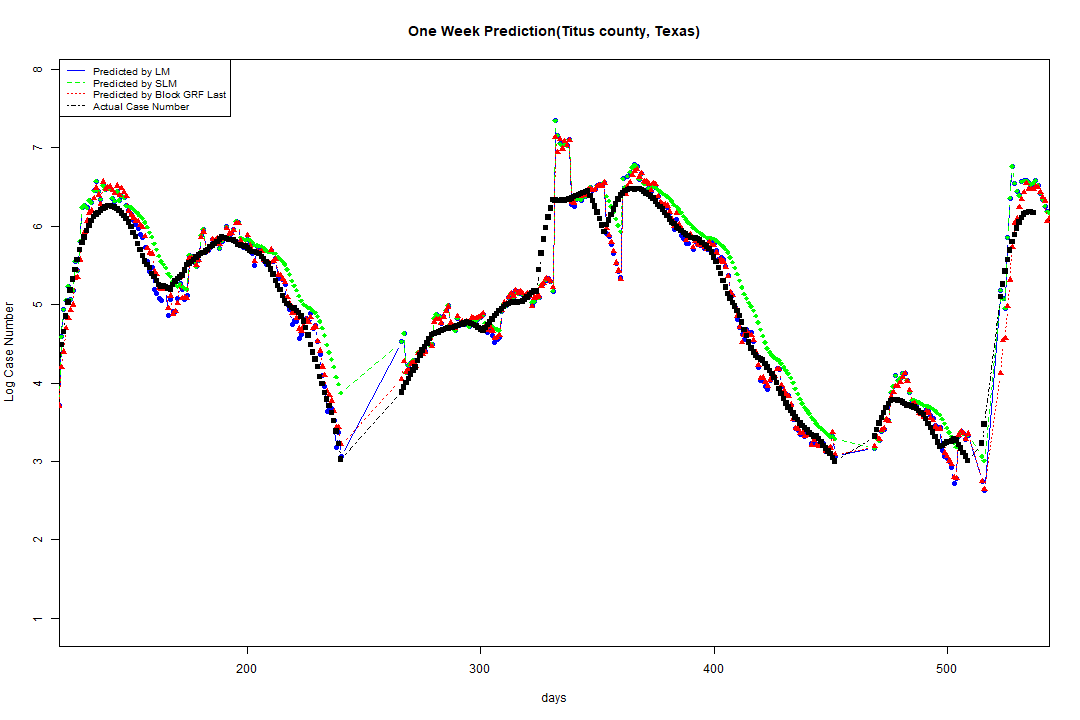 One Week Prediction(Titus county, Texas)
Predicted by LM
Predicted by SLM
Predicted by Block GRF Last
Actual Case Number
8
7
6
5
4
3
2
1
Log Case Number
200
300
400
500
days